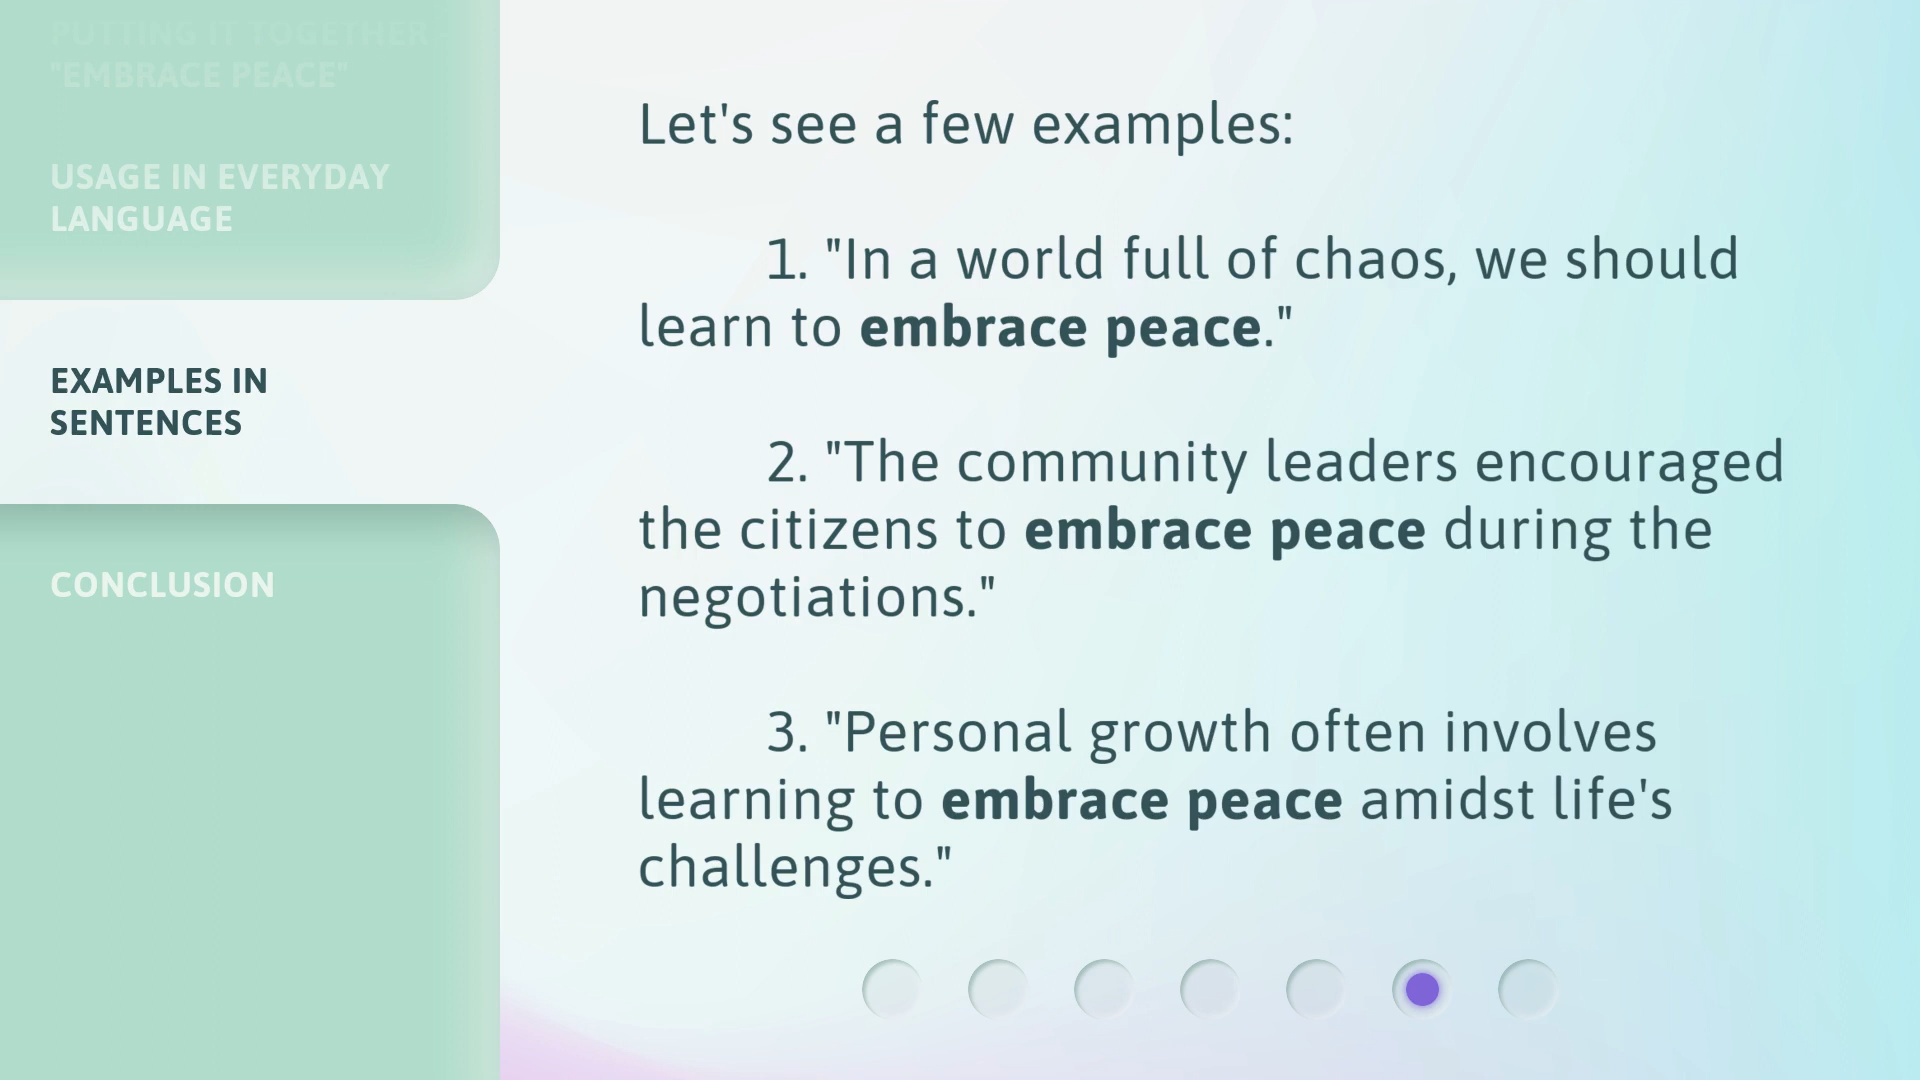 PUTTING IT TOGETHER -
"EMBRACE PEACE"
USAGE IN EVERYDAY
LANGUAGE
EXAMPLES IN
SENTENCES
CONCLUSION
Let's see a few examples:
1. "In a world full of chaos, we should
learn to embrace peace."
2. "The community leaders encouraged
the citizens to embrace peace during the
negotiations."
3. "Personal growth often involves
learning to embrace peace amidst life's
challenges."